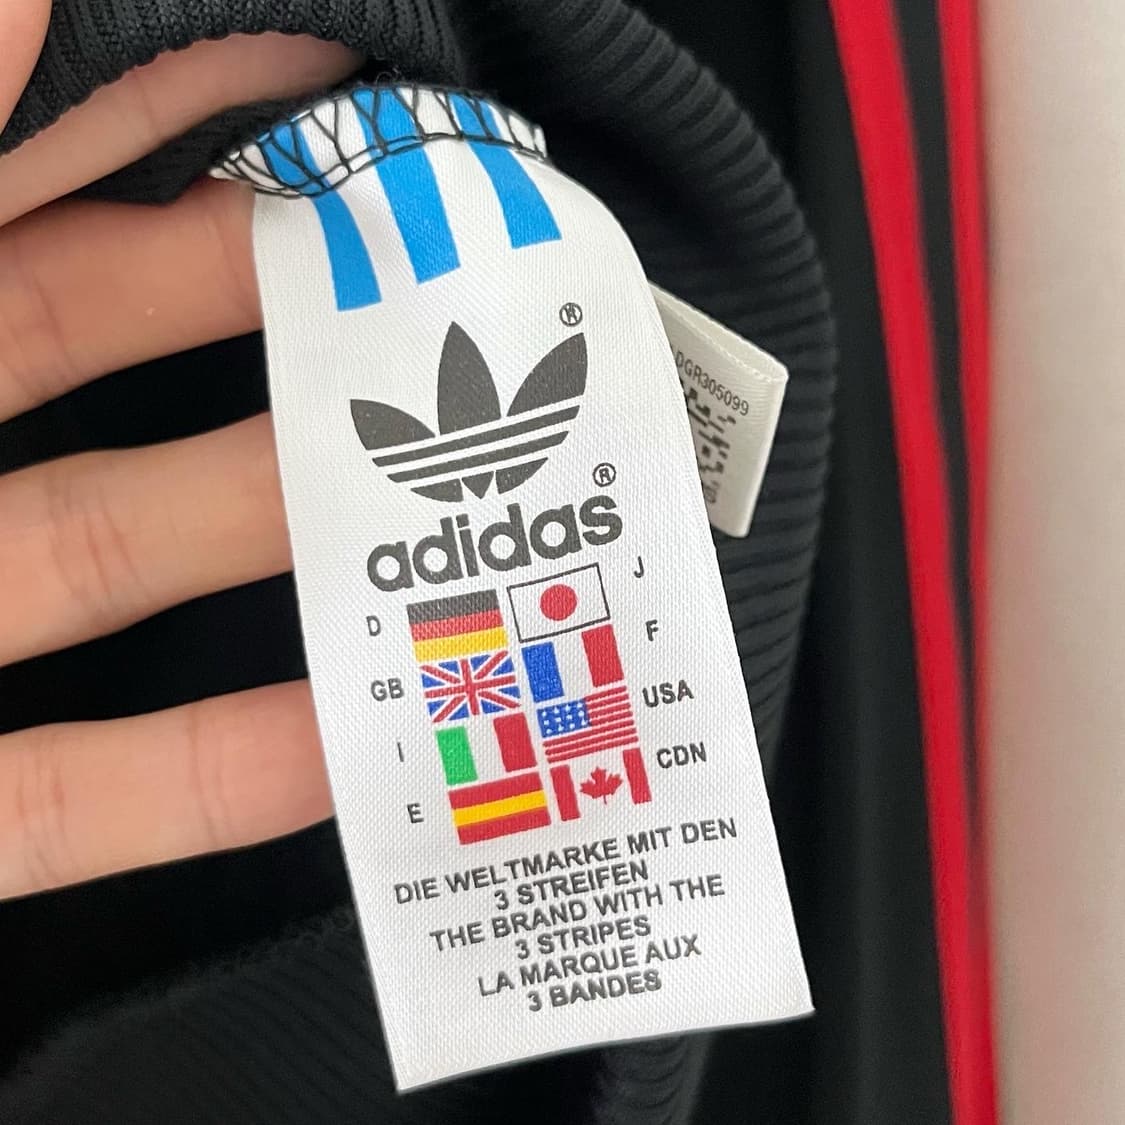 ®
®
adidas
D
J
GB
F
I
USA
E
CDN
DIE WELTMARKE MIT DEN
3 STREIFEN
THE BRAND WITH THE
3 STRIPES
LA MARQUE AUX
3 BANDES
DGR305099